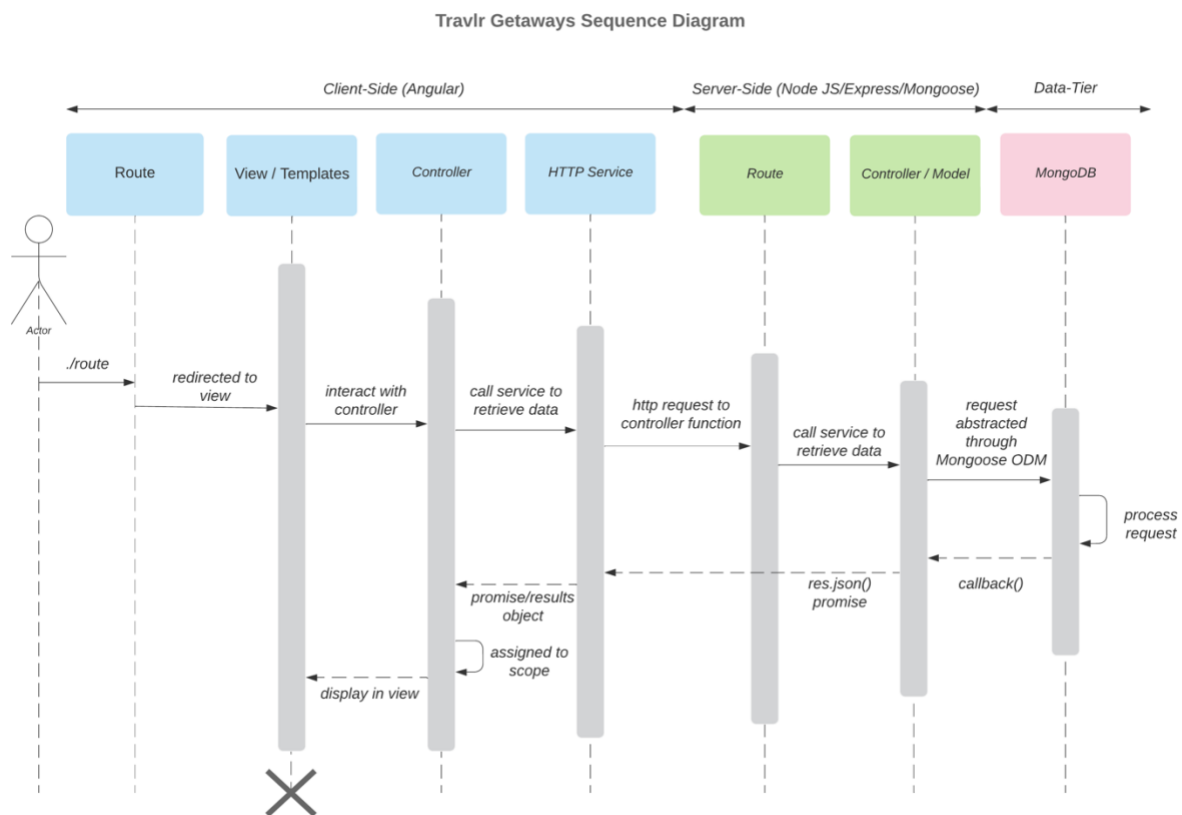 Travlr Getaways Sequence Diagram
Client-Side (Angular)
Server-Side (Node JS/Express/Mongoose)
Data-Tier
Route
View / Templates
Controller
HTTP Service
Route
Controller / Model
MongoDB
Actor
./route
redirected to
view
interact with
controller
call service to
retrieve data
http request to
controller function
call service to
retrieve data
request
abstracted
through
Mongoose ODM
process
request
callback()
res.json()
promise
promise/results
object
assigned to
scope
display in view